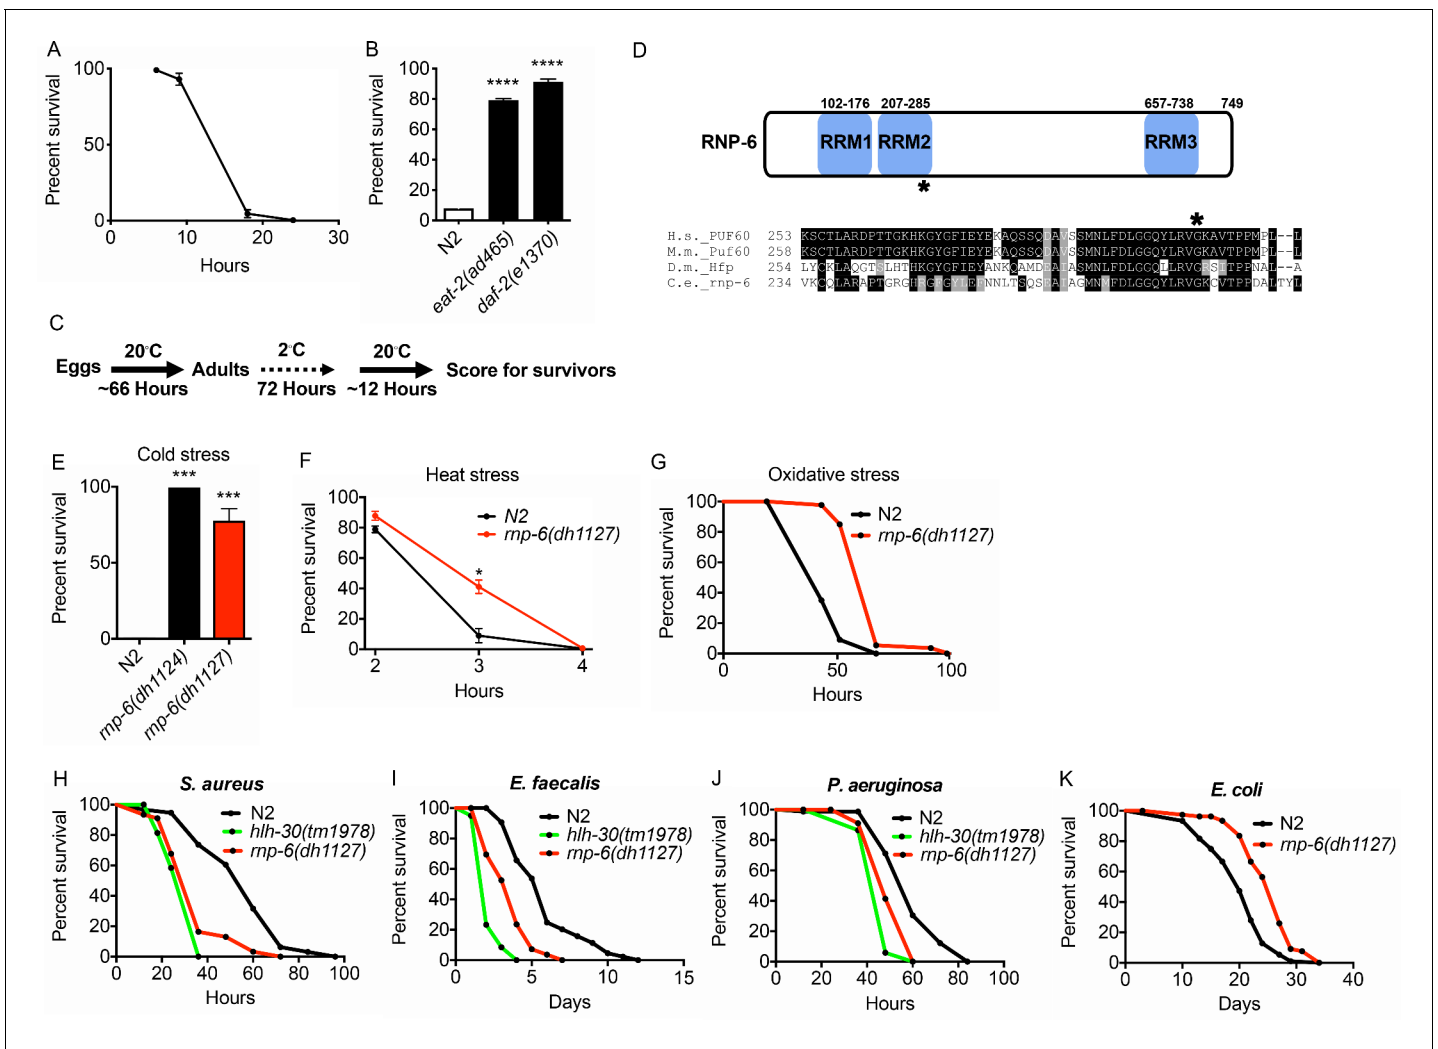 A
Precent survival
100
50
0
0 10 20 30
Hours
B
Precent survival
100
80
60
40
20
0
**** ****
N2
eat-2(ad465)
daf-2(e1370)
C
Eggs 20°C ~66 Hours Adults 2°C 72 Hours 20°C ~12 Hours Score for survivors
D
102-176 207-285 657-738 749
RNP-6 RRM1 RRM2 RRM3
*
*
H.s._PUF60 253 KSCTLARDPTTGKHKGYGFIEYEKAQSSQDAVSSMNLFDLGGQYLRVGKAVTPPMPL--L
M.m._Puf60 258 KSCTLARDPTTGKHKGYGFIEYEKAQSSQDAVSSMNLFDLGGQYLRVGKAVTPPMPL--L
D.m._Hfp 254 LYCKLAQGTSLHTHKGYGFIEYANKQAMDEAIASMNLFDLGGQLLRVGRSITPPNAL--A
C.e._rnp-6 234 VKCQLARAPTGRGHRGFGYLEFNNLTSQSEAIAGMNMFDLGGQYLRVGKCVTPPDALTYL
E
Cold stress
Precent survival
100
50
0
*** ***
N2
rnp-6(dh1124)
rnp-6(dh1127)
F
Heat stress
Precent survival
100
80
60
40
20
0
*
N2
rnp-6(dh1127)
2 3 4
Hours
G
Oxidative stress
Percent survival
100
80
60
40
20
0
N2
rnp-6(dh1127)
0 50 100
Hours
H
S. aureus
Percent survival
100
80
60
40
20
0
N2
hlh-30(tm1978)
rnp-6(dh1127)
0 20 40 60 80 100
Hours
I
E. faecalis
Percent survival
100
80
60
40
20
0
N2
hlh-30(tm1978)
rnp-6(dh1127)
0 5 10 15
Days
J
P. aeruginosa
Percent survival
100
80
60
40
20
0
N2
hlh-30(tm1978)
rnp-6(dh1127)
0 20 40 60 80 100
Hours
K
E. coli
Percent survival
100
80
60
40
20
0
N2
rnp-6(dh1127)
0 10 20 30 40
Days